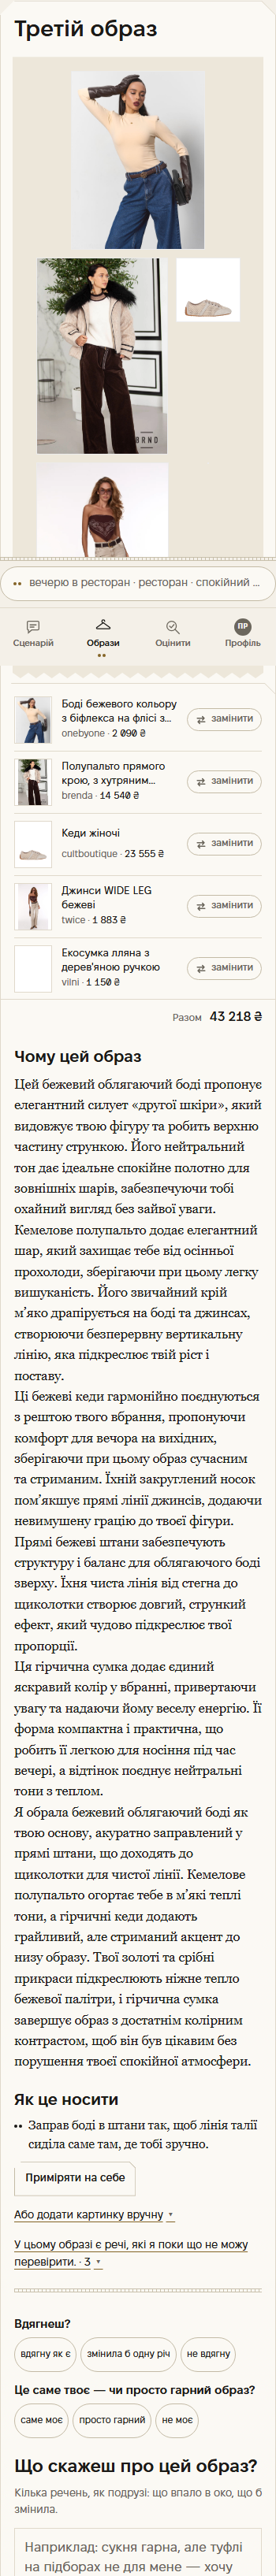 Третій образ
BRND
•• вечерю в ресторан · ресторан · спокійний ...
Сценарій
Образи
Оцінити
ПР
Профіль
Боді бежевого кольору
з біфлекса на флісі з...
onebyone · 2 090 ₴
замінити
Полупальто прямого
крою, з хутряним...
brenda · 14 540 ₴
замінити
Кеди жіночі
cultboutique · 23 555 ₴
замінити
Джинси WIDE LEG
бежеві
twice · 1 883 ₴
замінити
Екосумка лляна з
дерев'яною ручкою
vilni · 1 150 ₴
замінити
Разом 43 218 ₴
Чому цей образ
Цей бежевий облягаючий боді пропонує
елегантний силует «другої шкіри», який
видовжує твою фігуру та робить верхню
частину стрункою. Його нейтральний
тон дає ідеальне спокійне полотно для
зовнішніх шарів, забезпечуючи тобі
охайний вигляд без зайвої уваги.
Кемелове полупальто додає елегантний
шар, який захищає тебе від осінньої
прохолоди, зберігаючи при цьому легку
вишуканість. Його звичайний крій
м'яко драпірується на боді та джинсах,
створюючи безперервну вертикальну
лінію, яка підкреслює твій ріст і
поставу.
Ці бежеві кеди гармонійно поєднуються
з рештою твого вбрання, пропонуючи
комфорт для вечора на вихідних,
зберігаючи при цьому образ сучасним
та стриманим. Їхній закруглений носок
пом'якшує прямі лінії джинсів, додаючи
невимушену грацію до твоєї фігури.
Прямі бежеві штани забезпечують
структуру і баланс для облягаючого боді
зверху. Їхня чиста лінія від стегна до
щиколотки створює довгий, стрункий
ефект, який чудово підкреслює твої
пропорції.
Ця гірчична сумка додає єдиний
яскравий колір у вбранні, привертаючи
увагу та надаючи йому веселу енергію. Її
форма компактна і практична, що
робить її легкою для носіння під час
вечері, а відтінок поєднує нейтральні
тони з теплом.
Я обрала бежевий облягаючий боді як
твою основу, акуратно заправлений у
прямі штани, що доходять до
щиколотки для чистої лінії. Кемелове
полупальто огортає тебе в м'які теплі
тони, а гірчичні кеди додають
грайливий, але стриманий акцент до
низу образу. Твої золоті та срібні
прикраси підкреслюють ніжне тепло
бежевої палітри, і гірчична сумка
завершує образ з достатнім колірним
контрастом, щоб він був цікавим без
порушення твоєї спокійної атмосфери.
Як це носити
•• Заправ боді в штани так, щоб лінія талії
сиділа саме там, де тобі зручно.
Приміряти на себе
Або додати картинку вручну ▾
У цьому образі є речі, які я поки що не можу
перевірити. · 3 ▾
Вдягнеш?
вдягну як є
змінила б одну річ
не вдягну
Це саме твоє — чи просто гарний образ?
саме моє
просто гарний
не моє
Що скажеш про цей образ?
Кілька речень, як подрузі: що впало в око, що б
змінила.
Наприклад: сукня гарна, але туфлі
на підборах не для мене — хочу